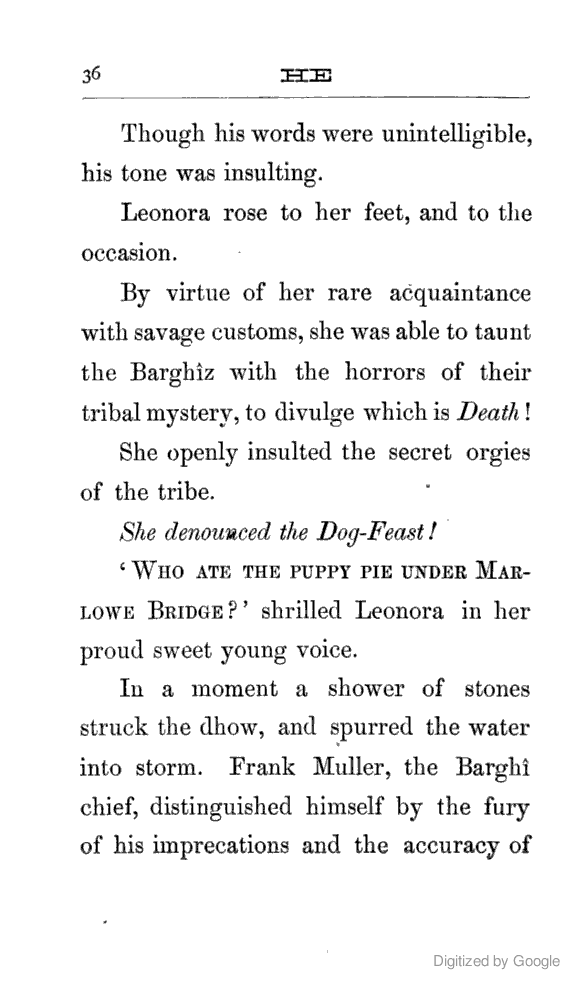 36 HE
Though his words were unintelligible,
his tone was insulting.
Leonora rose to her feet, and to the
occasion.
By virtue of her rare acquaintance
with savage customs, she was able to taunt
the Barghîz with the horrors of their
tribal mystery, to divulge which is Death!
She openly insulted the secret orgies
of the tribe.
She denounced the Dog-Feast!
‘WHO ATE THE PUPPY PIE UNDER MAR-
LOWE BRIDGE?’ shrilled Leonora in her
proud sweet young voice.
In a moment a shower of stones
struck the dhow, and spurred the water
into storm. Frank Muller, the Barghî
chief, distinguished himself by the fury
of his imprecations and the accuracy of
Digitized by Google